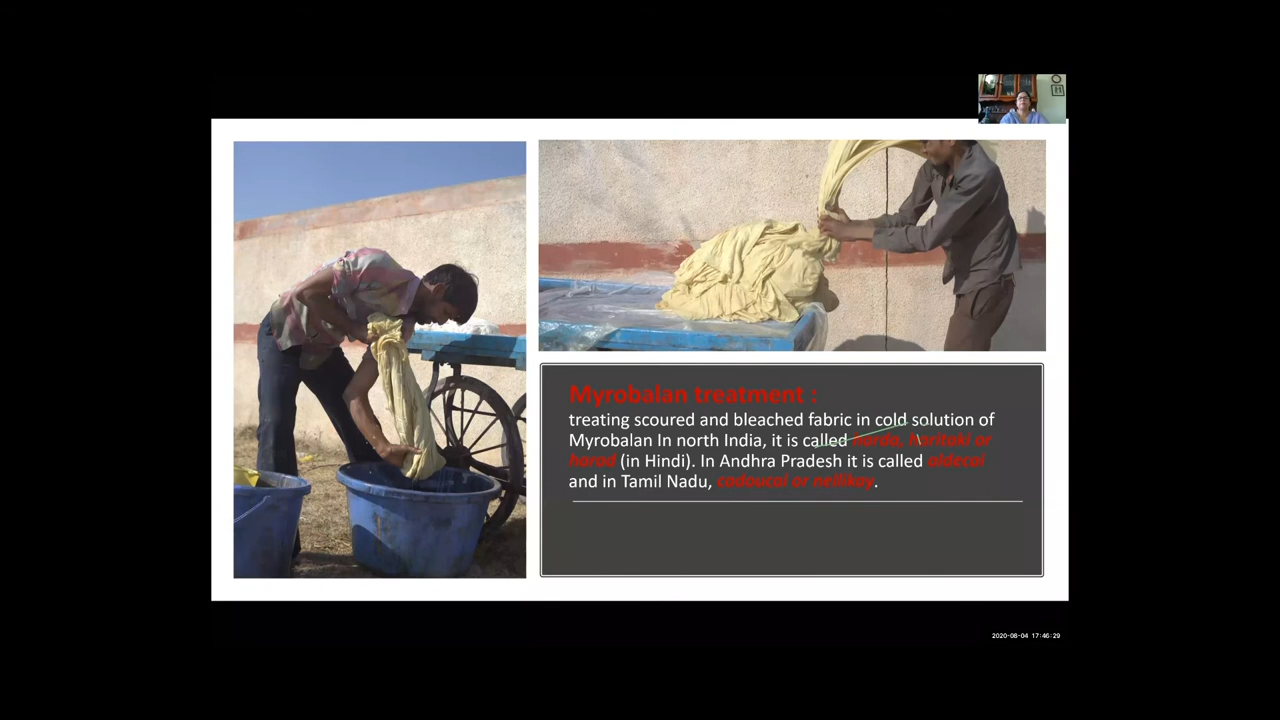 Myrobalan treatment :
treating scoured and bleached fabric in cold solution of
Myrobalan In north India, it is called harda, haritaki or
harad (in Hindi). In Andhra Pradesh it is called aldecai
and in Tamil Nadu, cadoucai or nellikay.
2020-08-04 17:46:29